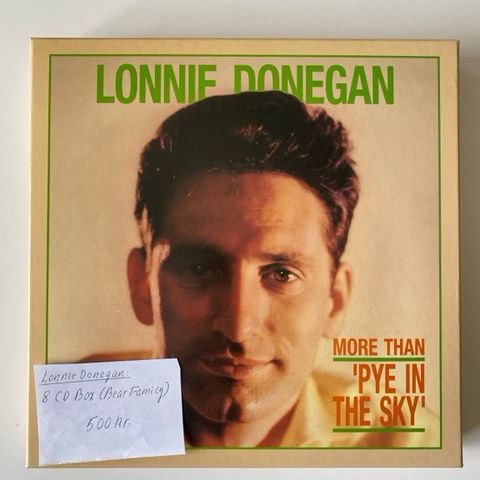 LONNIE DONEGAN
MORE THAN
'PYE IN
THE SKY'
Lonnie Donegan:
8 CD Box (Bear Family)
500 kr.